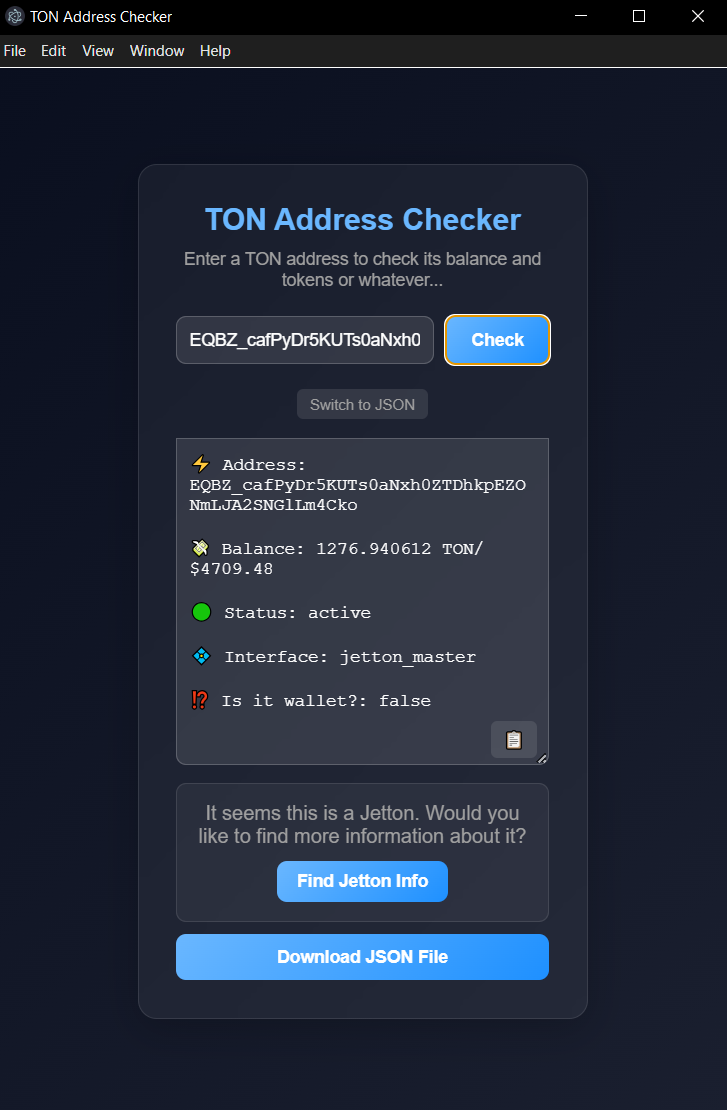 TON Address Checker
File Edit View Window Help
TON Address Checker
Enter a TON address to check its balance and
tokens or whatever...
EQBZ_cafPyDr5KUTs0aNxh0
Check
Switch to JSON
⚡ Address:
EQBZ_cafPyDr5KUTs0aNxh0ZTDhkpEZO
NmLJA2SNGlLm4Cko
💸 Balance: 1276.940612 TON/
$4709.48
🟢 Status: active
💠 Interface: jetton_master
⁉️ Is it wallet?: false
It seems this is a Jetton. Would you
like to find more information about it?
Find Jetton Info
Download JSON File